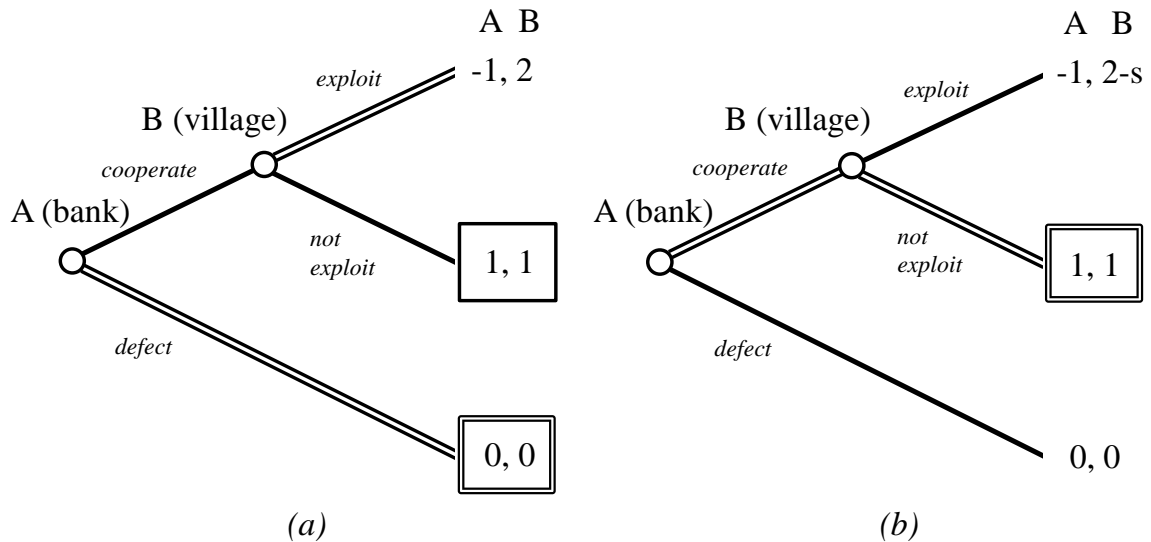 A B
-1, 2
exploit
B (village)
cooperate
A (bank)
not
exploit
1, 1
defect
0, 0
(a)
A B
-1, 2-s
exploit
B (village)
cooperate
A (bank)
not
exploit
1, 1
defect
0, 0
(b)